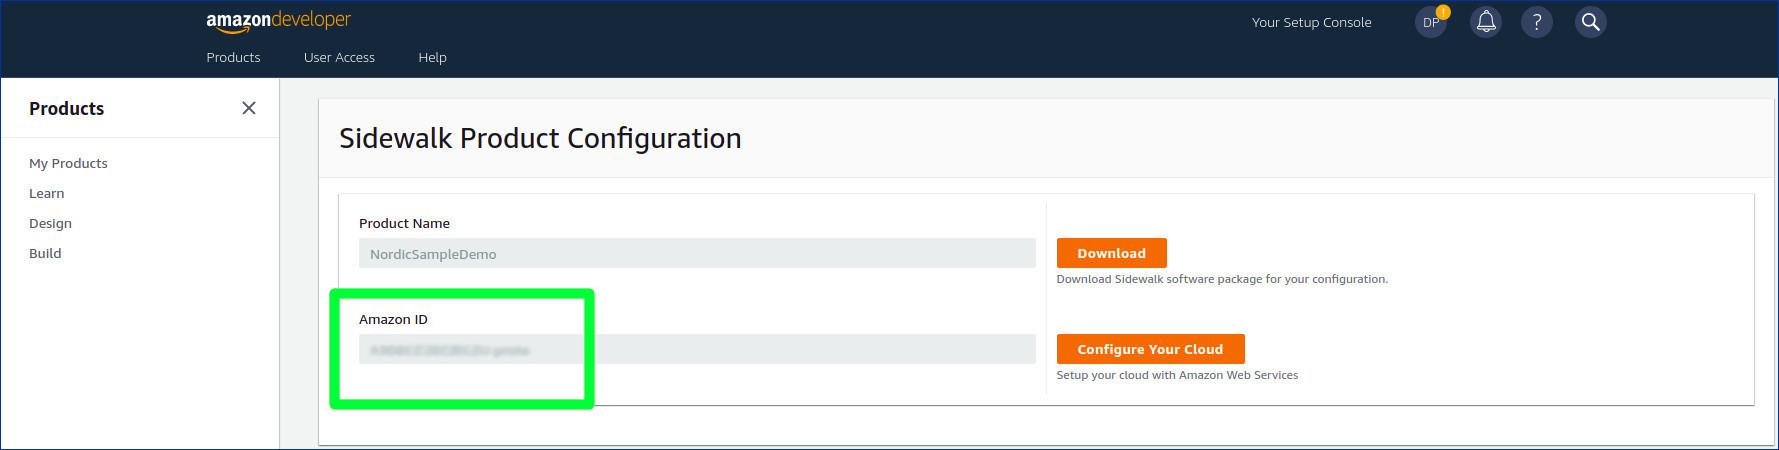 amazondeveloper
Your Setup Console
DP
!
?
Products
User Access
Help
Products
My Products
Learn
Design
Build
Sidewalk Product Configuration
Product Name
NordicSampleDemo
Download
Download Sidewalk software package for your configuration.
Amazon ID
Configure Your Cloud
Setup your cloud with Amazon Web Services